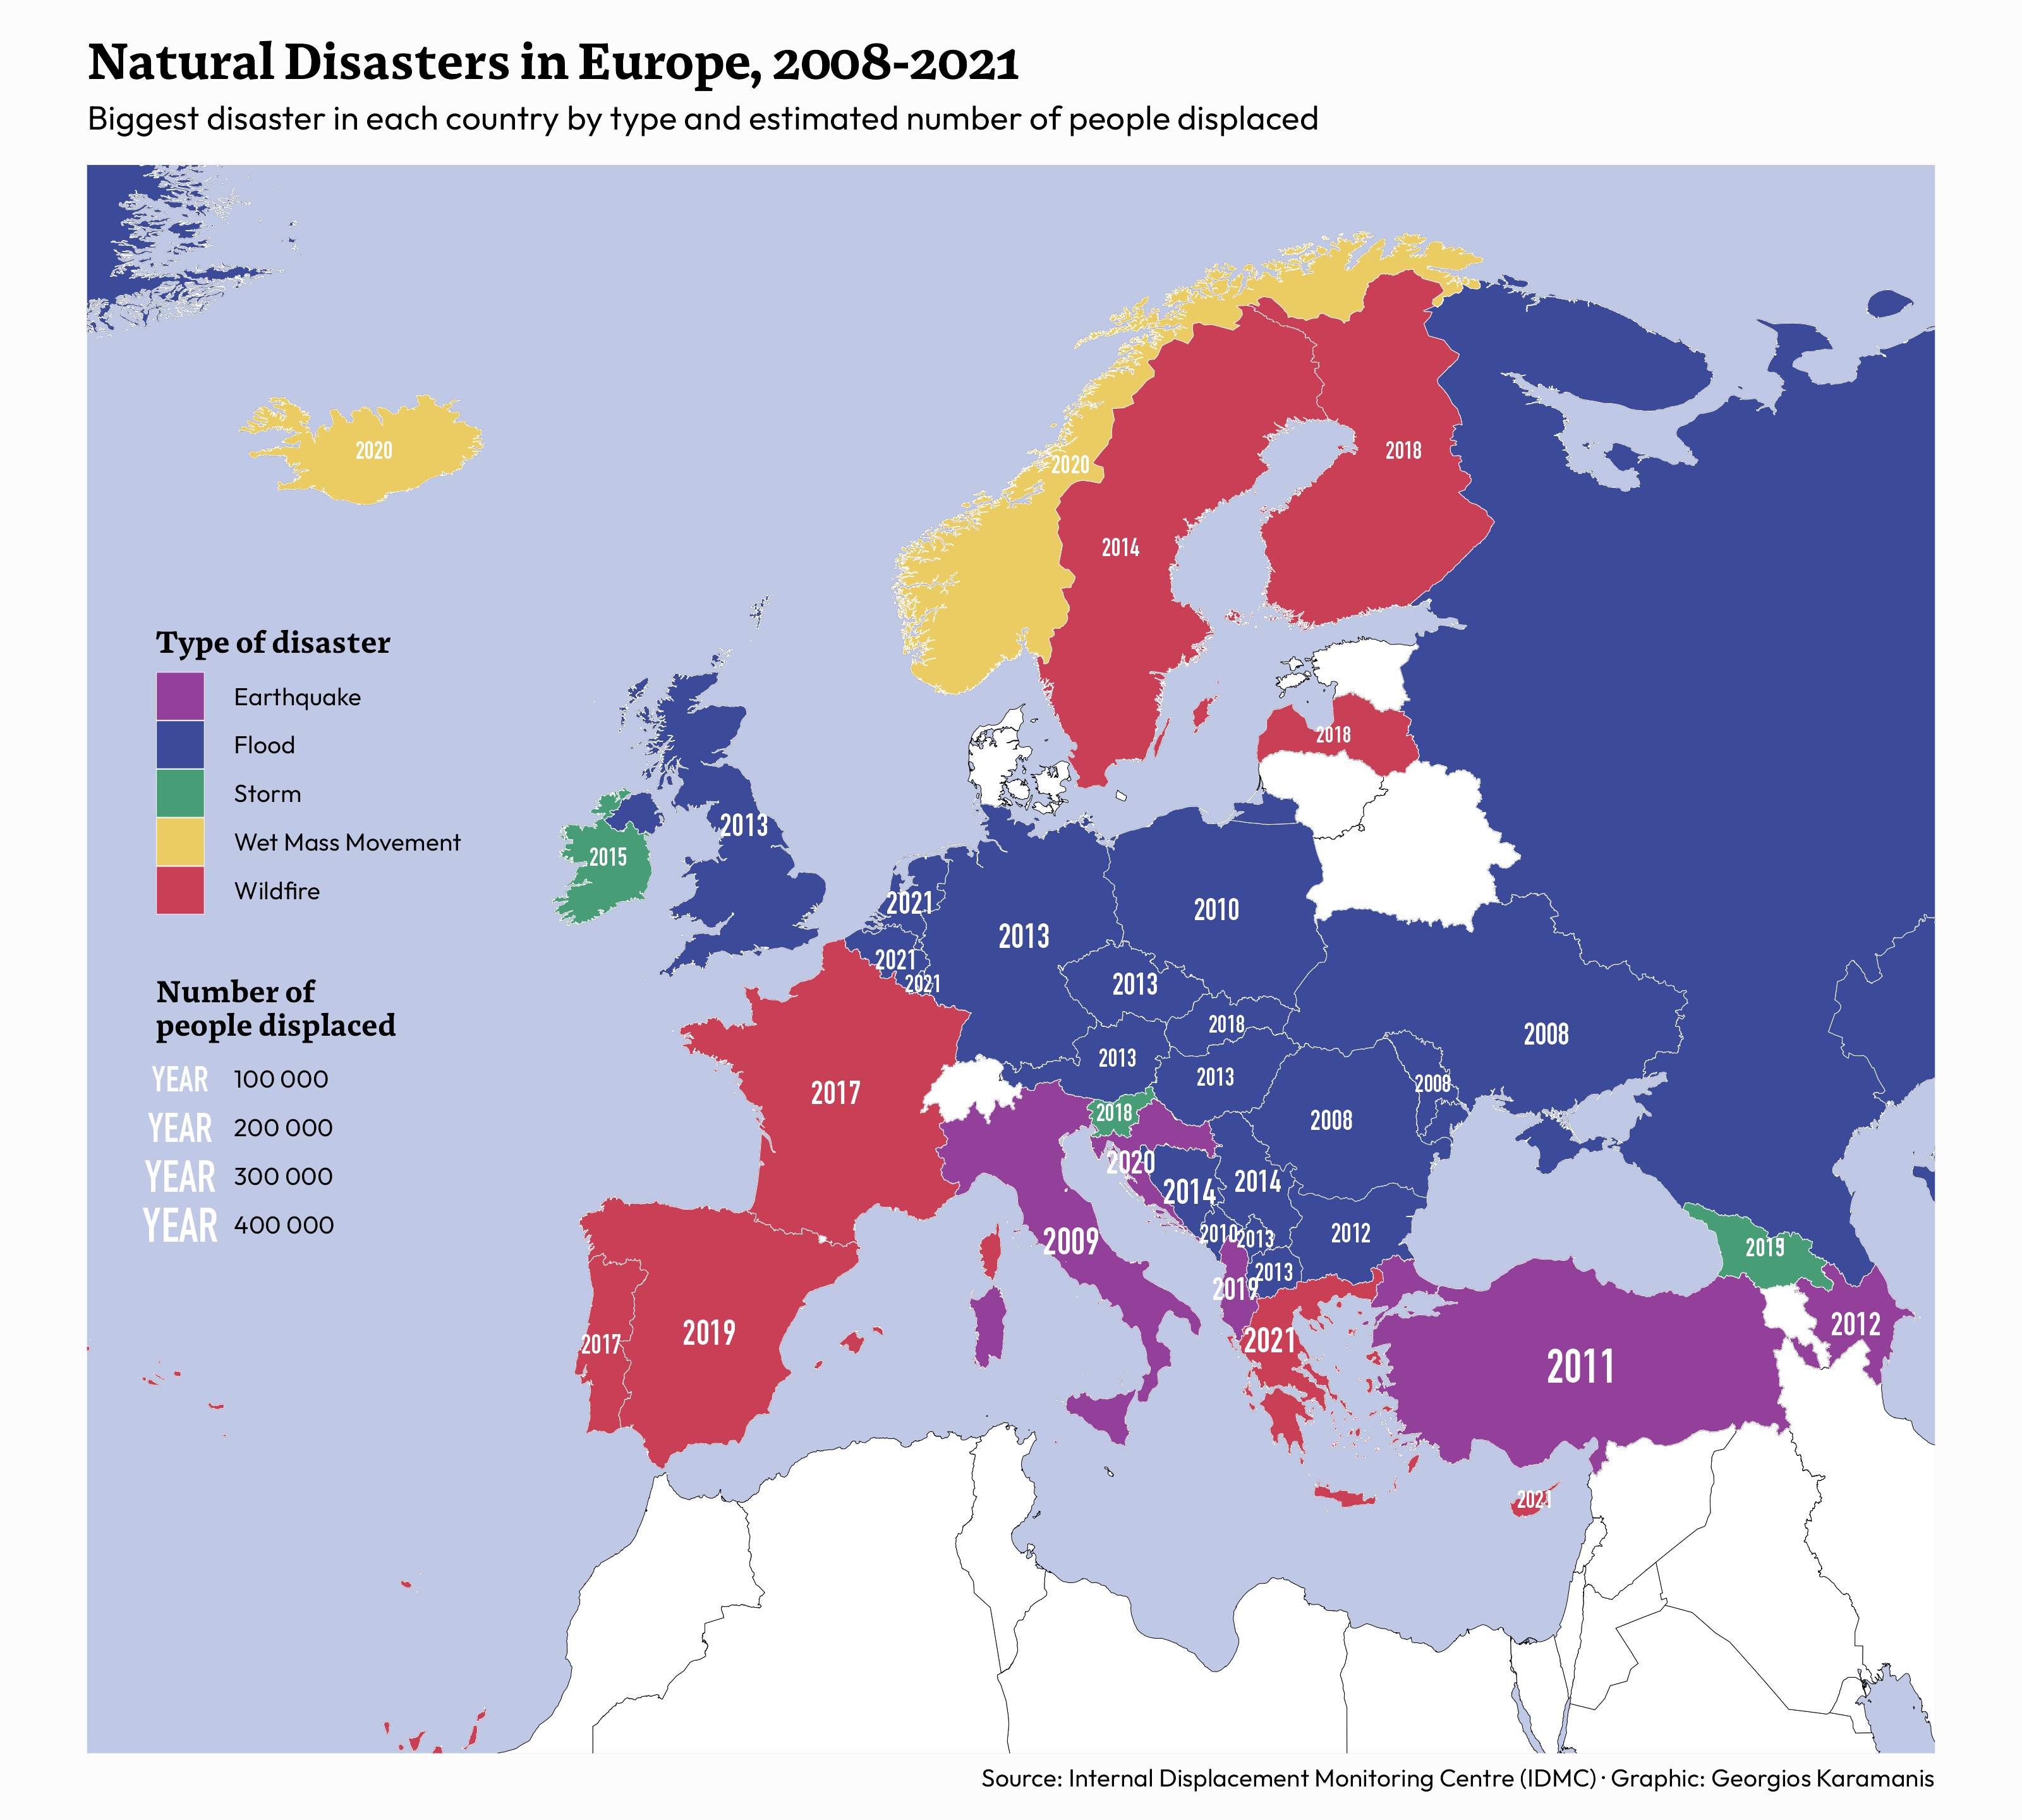 Natural Disasters in Europe, 2008-2021
Biggest disaster in each country by type and estimated number of people displaced
2020
2020
2018
2014
Type of disaster
Earthquake
Flood
Storm
Wet Mass Movement
Wildfire
2018
2013
2015
2021
2010
2013
2021
2021
2013
Number of
people displaced
YEAR 100 000
YEAR 200 000
YEAR 300 000
YEAR 400 000
2018
2008
2013
2013
2008
2017
2018
2008
2020
2014
2014
2010
2013
2012
2009
2015
2013
2019
2012
2017
2019
2021
2011
2021
Source: Internal Displacement Monitoring Centre (IDMC) · Graphic: Georgios Karamanis